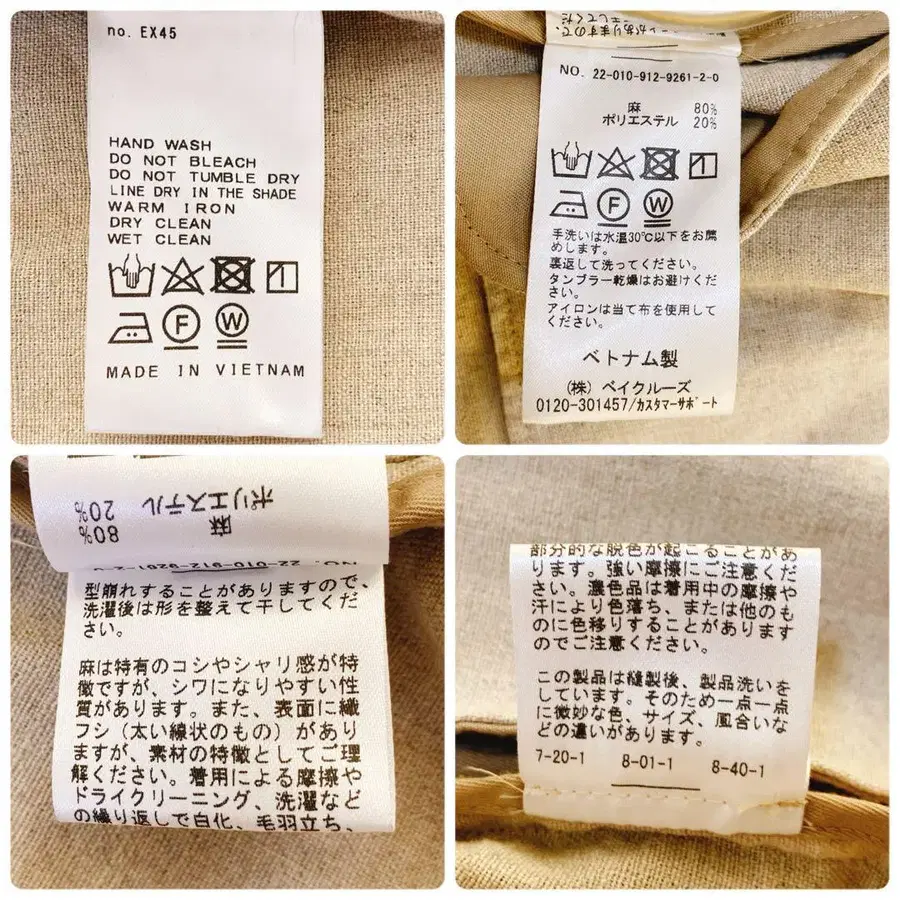 no. EX45
HAND WASH
DO NOT BLEACH
DO NOT TUMBLE DRY
LINE DRY IN THE SHADE
WARM IRON
DRY CLEAN
WET CLEAN
F W
MADE IN VIETNAM
がありますので、
してくだ
NO. 22-010-912-9261-2-0
麻 80%
ポリエステル 20%
F W
手洗いは水温30℃以下をお薦
めします。
裏返して洗ってください。
タンブラー乾燥はお避けくださ
さい。
アイロンは当て布を使用して
ください。
ベトナム製
(株) ベイクルーズ
0120-301457/カスタマーサポート
麻 80%
ポリエステル 20%
NO. 22-010-912-9261-2-0
型崩れすることがありますので、
洗濯後は形を整えて干してくだ
さい。
麻は特有のコシやシャリ感が特
徴ですが、シワになりやすい性
質があります。また、表面に繊
フシ(太い線状のもの)があり
ますが、素材の特徴としてご理
解ください。着用による摩擦や
ドライクリーニング、洗濯など
の繰り返しで白化、毛羽立ち、
部分的な脱色が起こることがあ
ります。強い摩擦にご注意くだ
さい。濃色品は着用中の摩擦や
汗により色落ち、または他のも
のに色移りすることがあります
のでご注意ください。
この製品は縫製後、製品洗いを
しています。そのため一点一点
に微妙な色、サイズ、風合いな
どの違いがあります。
7-20-1 8-01-1 8-40-1